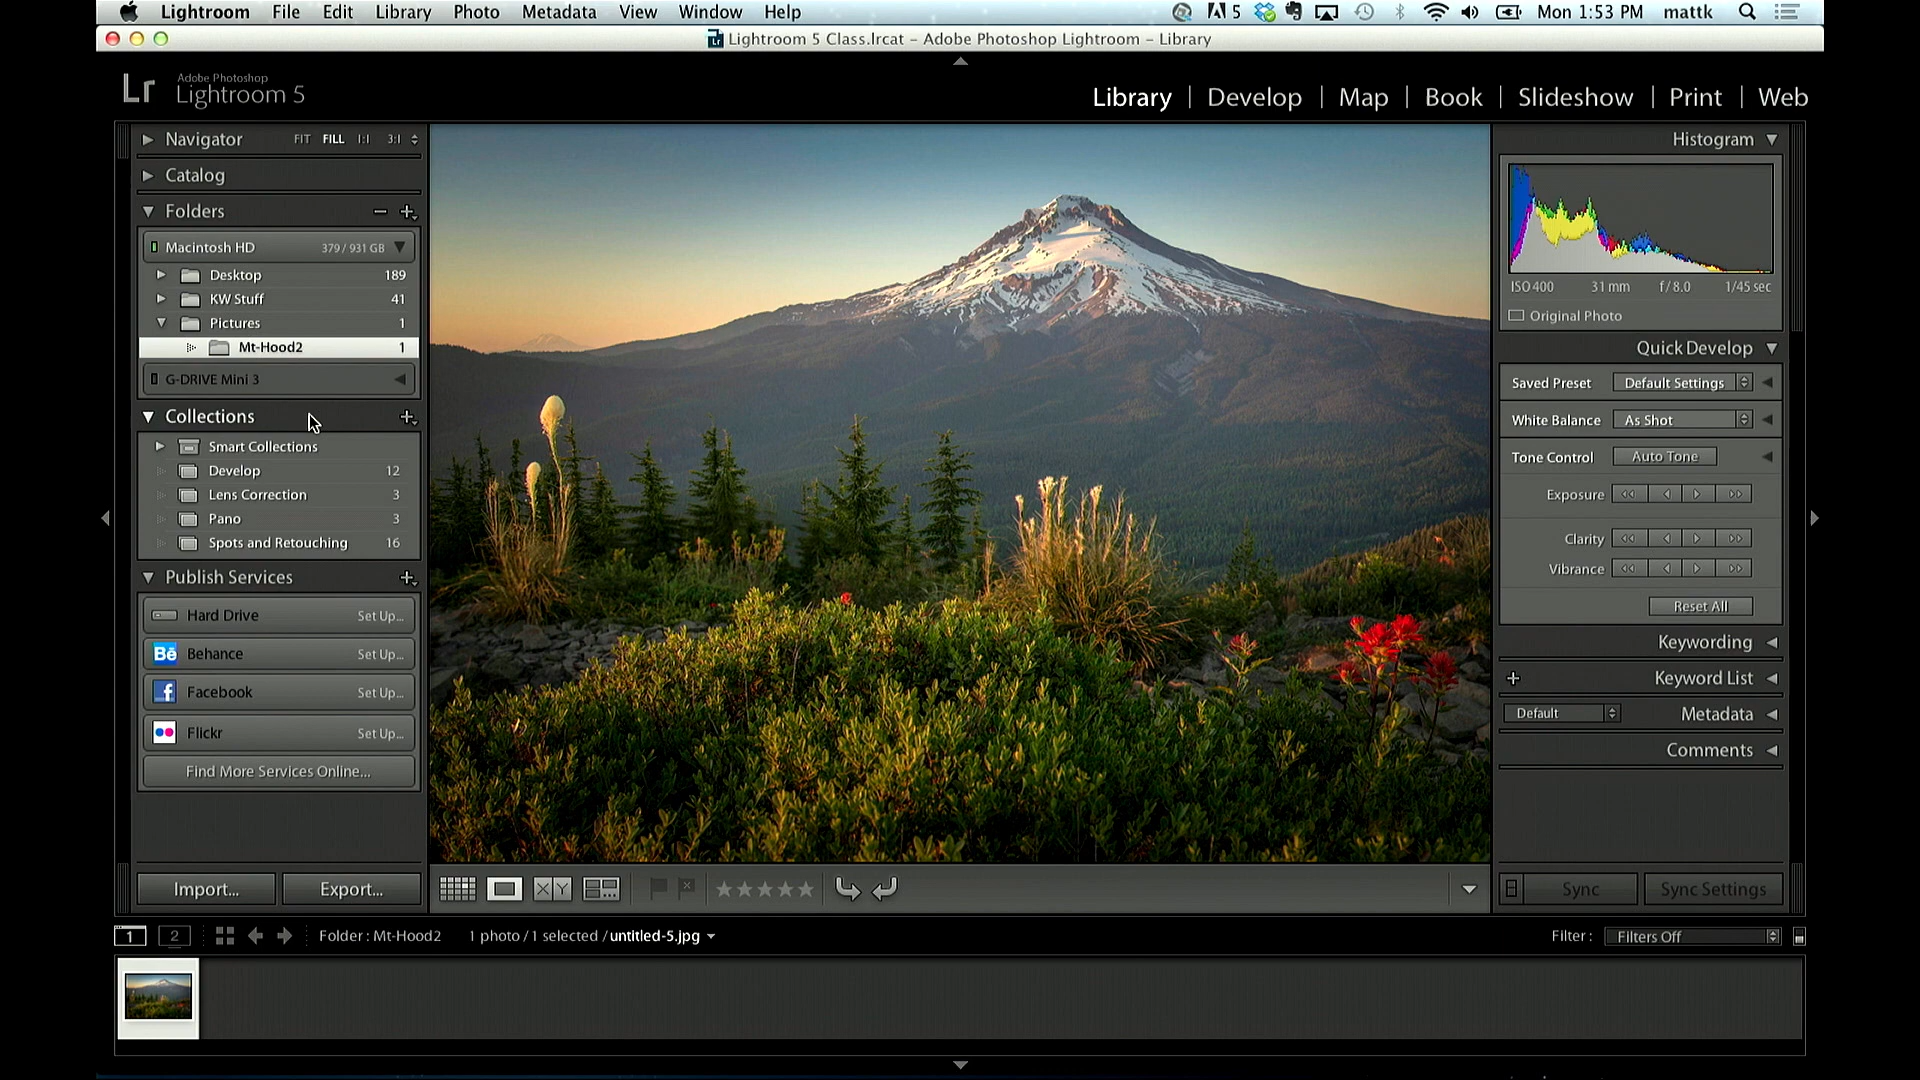 Lightroom File Edit Library Photo Metadata View Window Help 5 Mon 1:53 PM mattk
Lightroom 5 Class.lrcat – Adobe Photoshop Lightroom – Library
Lr Adobe Photoshop
Lightroom 5
Library | Develop | Map | Book | Slideshow | Print | Web
Navigator FIT FILL 1:1 3:1
Catalog
Folders
Macintosh HD 379 / 931 GB
Desktop 189
KW Stuff 41
Pictures 1
Mt-Hood2 1
G-DRIVE Mini 3
Collections
Smart Collections
Develop 12
Lens Correction 3
Pano 3
Spots and Retouching 16
Publish Services
Hard Drive Set Up...
Bē Behance Set Up...
f Facebook Set Up...
Flickr Set Up...
Find More Services Online...
Import... Export...
Histogram
ISO 400 31 mm f / 8.0 1/45 sec
Original Photo
Quick Develop
Saved Preset Default Settings
White Balance As Shot
Tone Control Auto Tone
Exposure
Clarity
Vibrance
Reset All
Keywording
Keyword List
Default Metadata
Comments
XY
Sync Sync Settings
1 2 Folder : Mt-Hood2 1 photo / 1 selected / untitled-5.jpg Filter : Filters Off